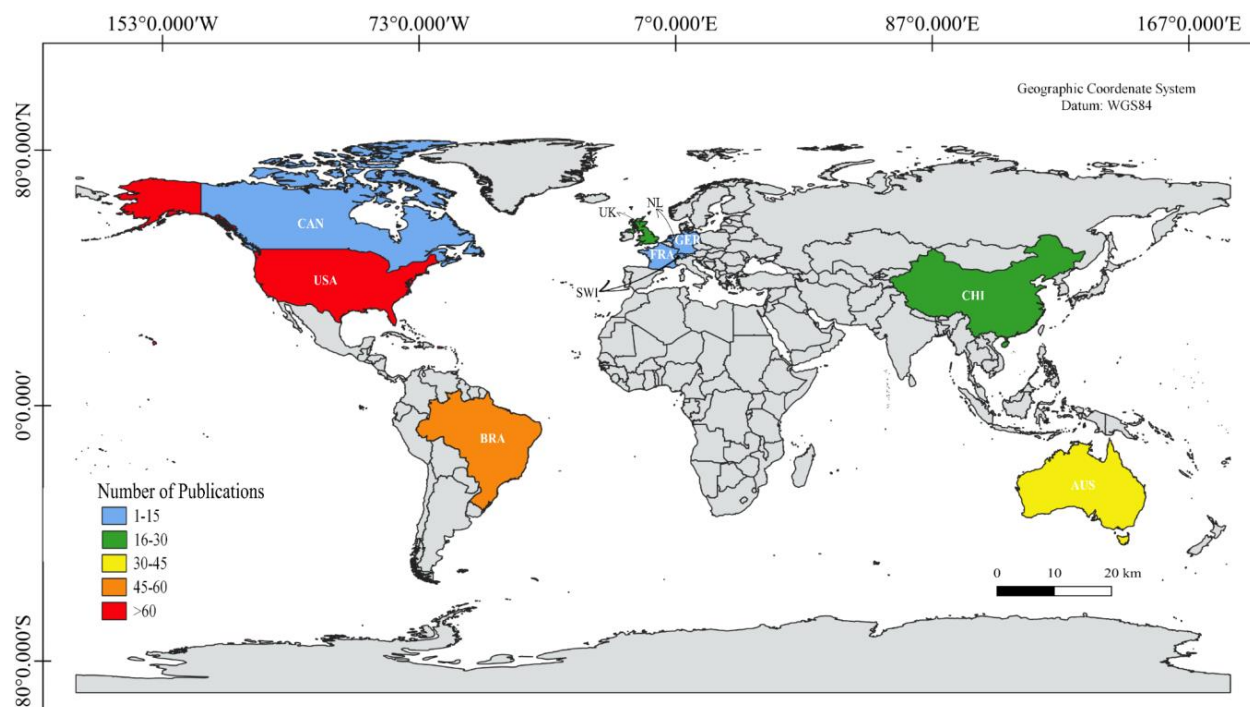 153°0.000′W 73°0.000′W 7°0.000′E 87°0.000′E 167°0.000′E
Geographic Coordenate System
Datum: WGS84
80°0.000′N
UK NL
CAN GER
FRA
USA SWI CHI
0°0.000′
BRA
AUS
Number of Publications
1-15
16-30
30-45
45-60
>60
0 10 20 km
80°0.000′S